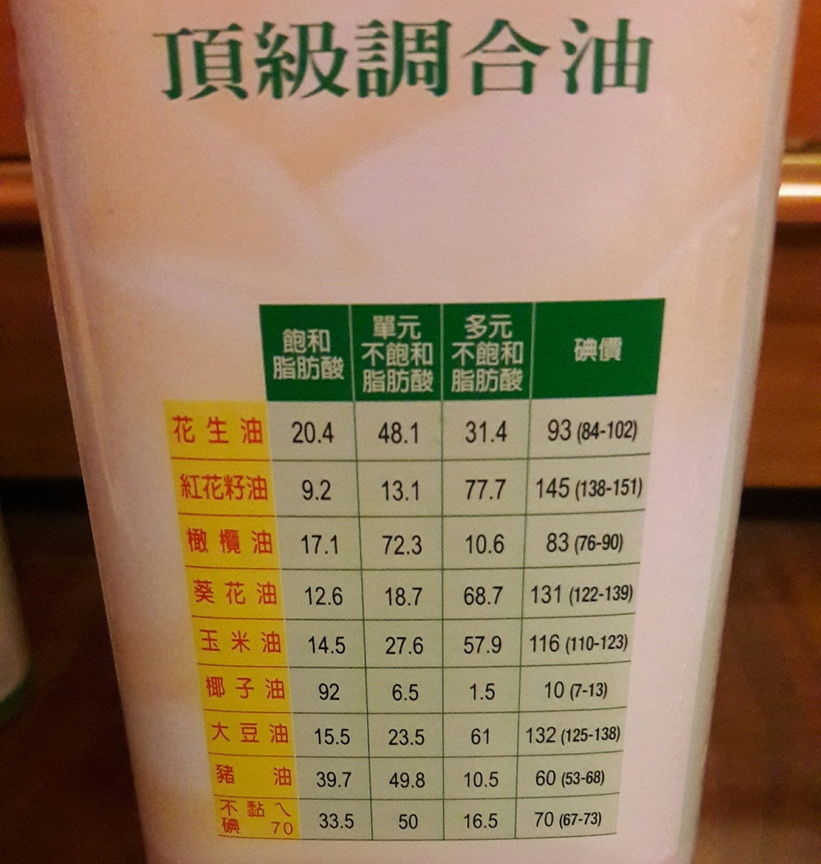 頂級調合油
飽和脂肪酸 單元不飽和脂肪酸 多元不飽和脂肪酸 碘價
花生油 20.4 48.1 31.4 93 (84-102)
紅花籽油 9.2 13.1 77.7 145 (138-151)
橄欖油 17.1 72.3 10.6 83 (76-90)
葵花油 12.6 18.7 68.7 131 (122-139)
玉米油 14.5 27.6 57.9 116 (110-123)
椰子油 92 6.5 1.5 10 (7-13)
大豆油 15.5 23.5 61 132 (125-138)
豬油 39.7 49.8 10.5 60 (53-68)
不黏ㄟ碘70 33.5 50 16.5 70 (67-73)